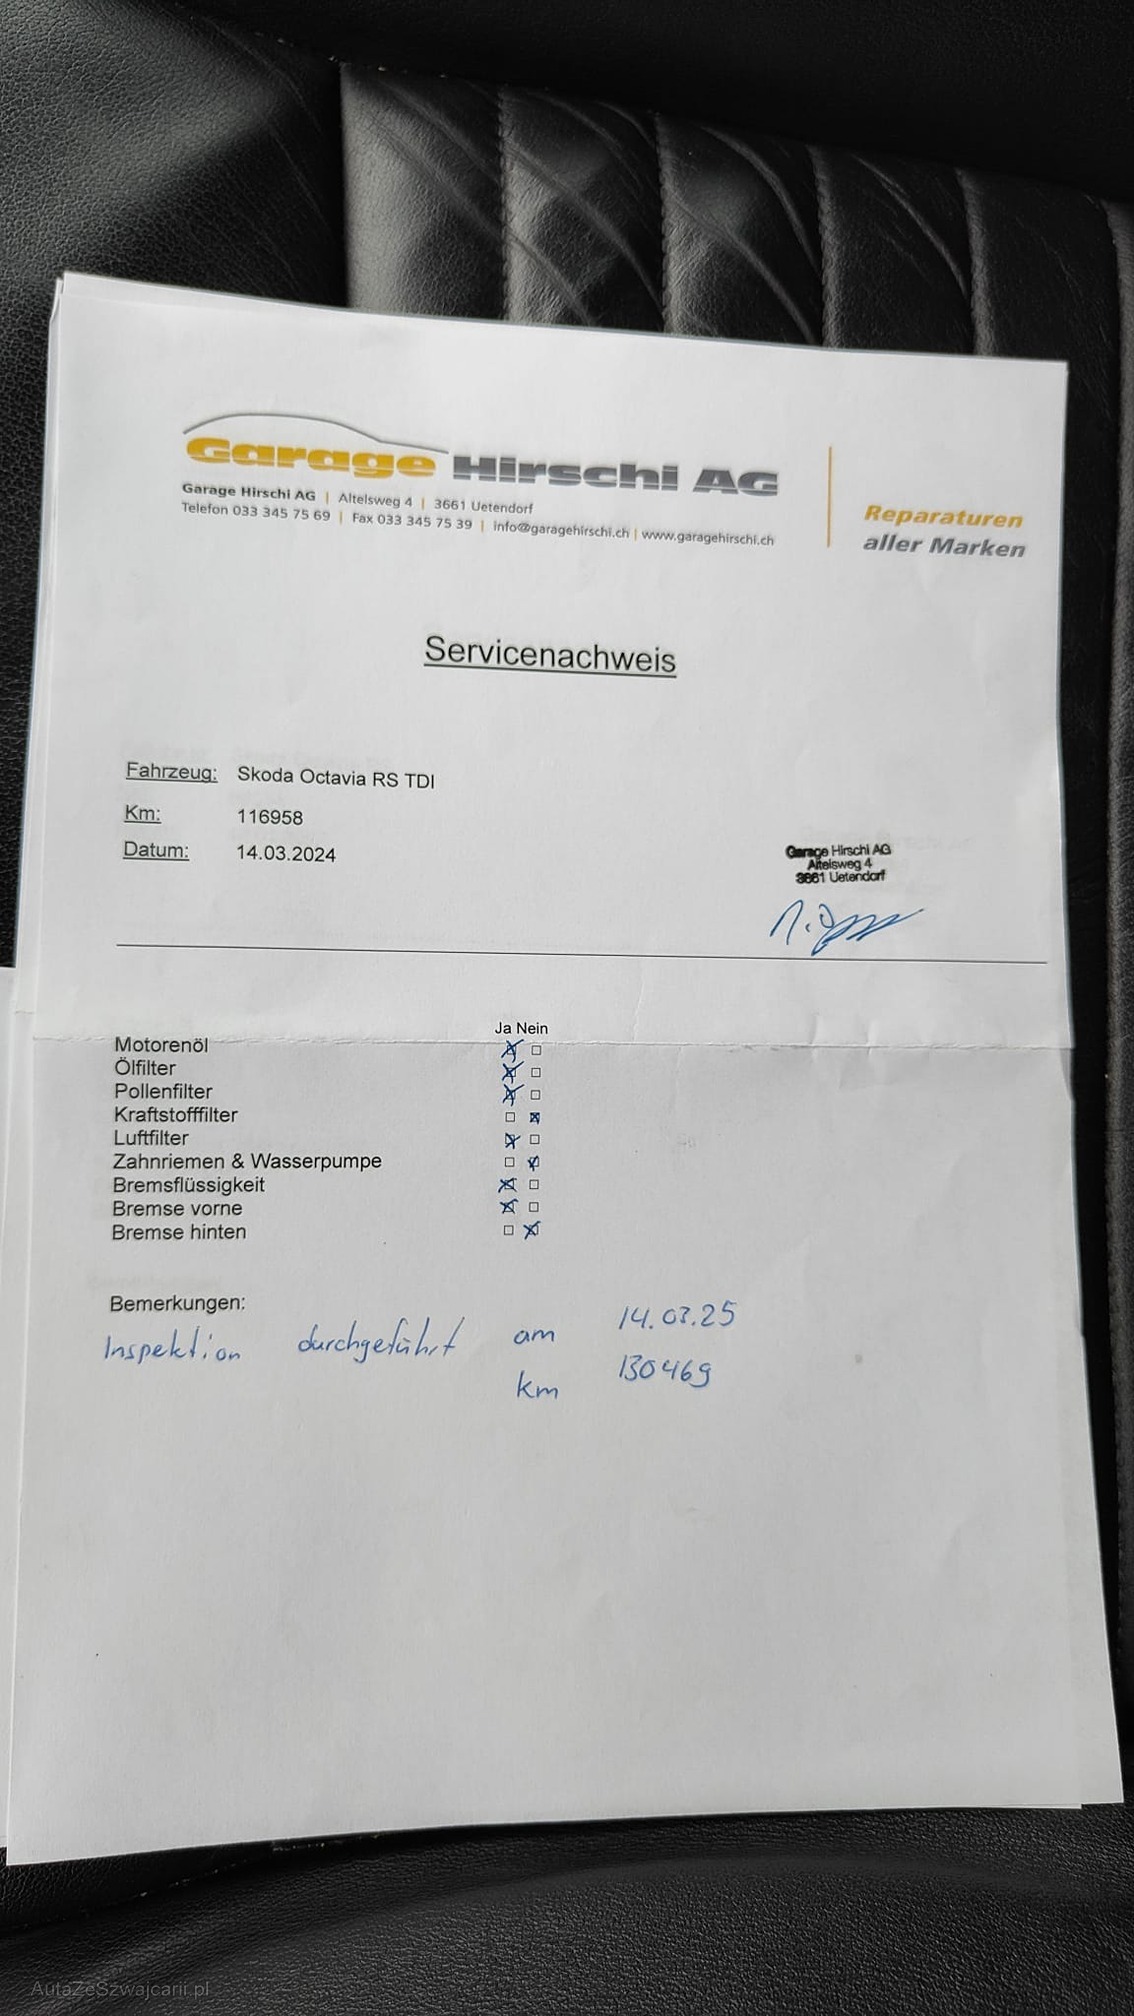 Garage Hirschi AG
Garage Hirschi AG | Altelsweg 4 | 3661 Uetendorf
Telefon 033 345 75 69 | Fax 033 345 75 39 | info@garagehirschi.ch | www.garagehirschi.ch
Reparaturen
aller Marken
Servicenachweis
Fahrzeug: Skoda Octavia RS TDI
Km: 116958
Datum: 14.03.2024
Garage Hirschi AG
Altelsweg 4
3661 Uetendorf
Ja Nein
Motorenöl
Ölfilter
Pollenfilter
Kraftstofffilter
Luftfilter
Zahnriemen & Wasserpumpe
Bremsflüssigkeit
Bremse vorne
Bremse hinten
Bemerkungen:
Inspektion durchgeführt am 14.03.25
km 130469
AutaZeSzwajcarii.pl